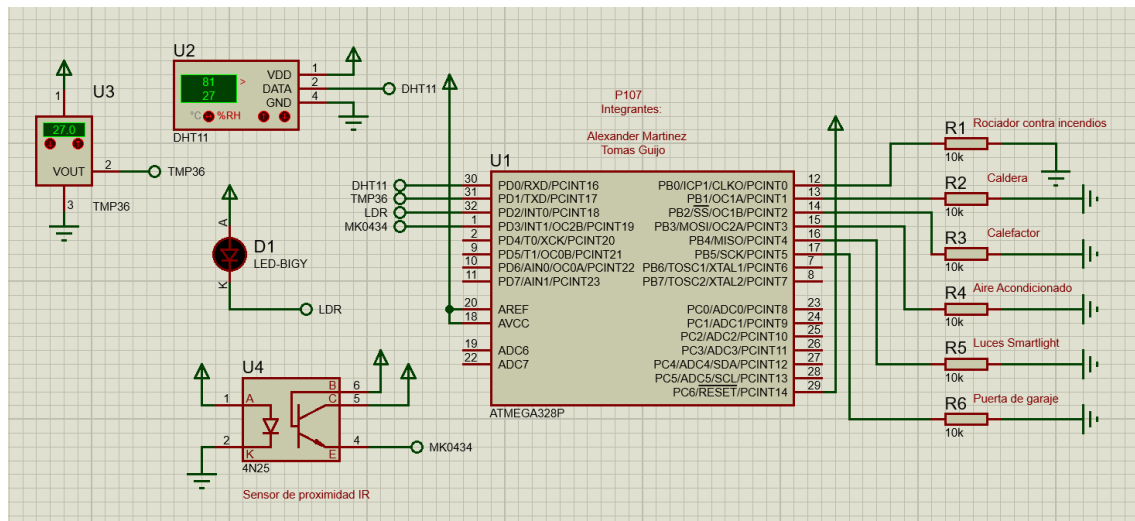 U3
1
27.0
VOUT
2
TMP36
3
TMP36
U2
81
27
>
°C
%RH
VDD
1
DATA
2
GND
4
DHT11
DHT11
A
D1
LED-BIGY
K
LDR
U4
1
A
2
K
B
6
C
5
E
4
4N25
MK0434
Sensor de proximidad IR
P107
Integrantes:
Alexander Martinez
Tomas Guijo
U1
DHT11
TMP36
LDR
MK0434
30 PD0/RXD/PCINT16
31 PD1/TXD/PCINT17
32 PD2/INT0/PCINT18
1 PD3/INT1/OC2B/PCINT19
2 PD4/T0/XCK/PCINT20
9 PD5/T1/OC0B/PCINT21
10 PD6/AIN0/OC0A/PCINT22
11 PD7/AIN1/PCINT23
20 AREF
18 AVCC
19 ADC6
22 ADC7
PB0/ICP1/CLKO/PCINT0 12
PB1/OC1A/PCINT1 13
PB2/SS/OC1B/PCINT2 14
PB3/MOSI/OC2A/PCINT3 15
PB4/MISO/PCINT4 16
PB5/SCK/PCINT5 17
PB6/TOSC1/XTAL1/PCINT6 7
PB7/TOSC2/XTAL2/PCINT7 8
PC0/ADC0/PCINT8 23
PC1/ADC1/PCINT9 24
PC2/ADC2/PCINT10 25
PC3/ADC3/PCINT11 26
PC4/ADC4/SDA/PCINT12 27
PC5/ADC5/SCL/PCINT13 28
PC6/RESET/PCINT14 29
ATMEGA328P
R1 Rociador contra incendios
10k
R2 Caldera
10k
R3 Calefactor
10k
R4 Aire Acondicionado
10k
R5 Luces Smartlight
10k
R6 Puerta de garaje
10k